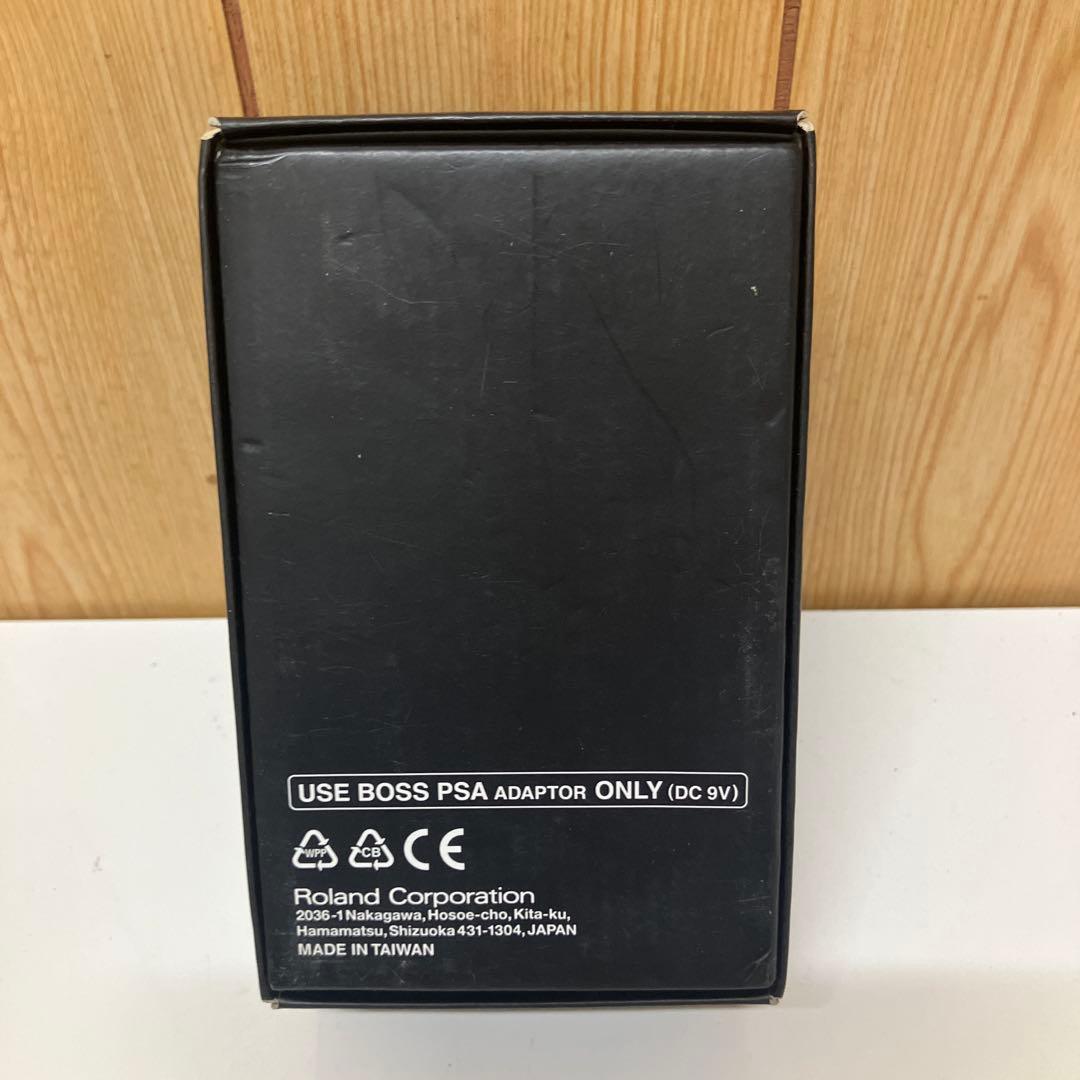 USE BOSS PSA ADAPTOR ONLY (DC 9V)
WPP CB CE
Roland Corporation
2036-1 Nakagawa, Hosoe-cho, Kita-ku,
Hamamatsu, Shizuoka 431-1304, JAPAN
MADE IN TAIWAN